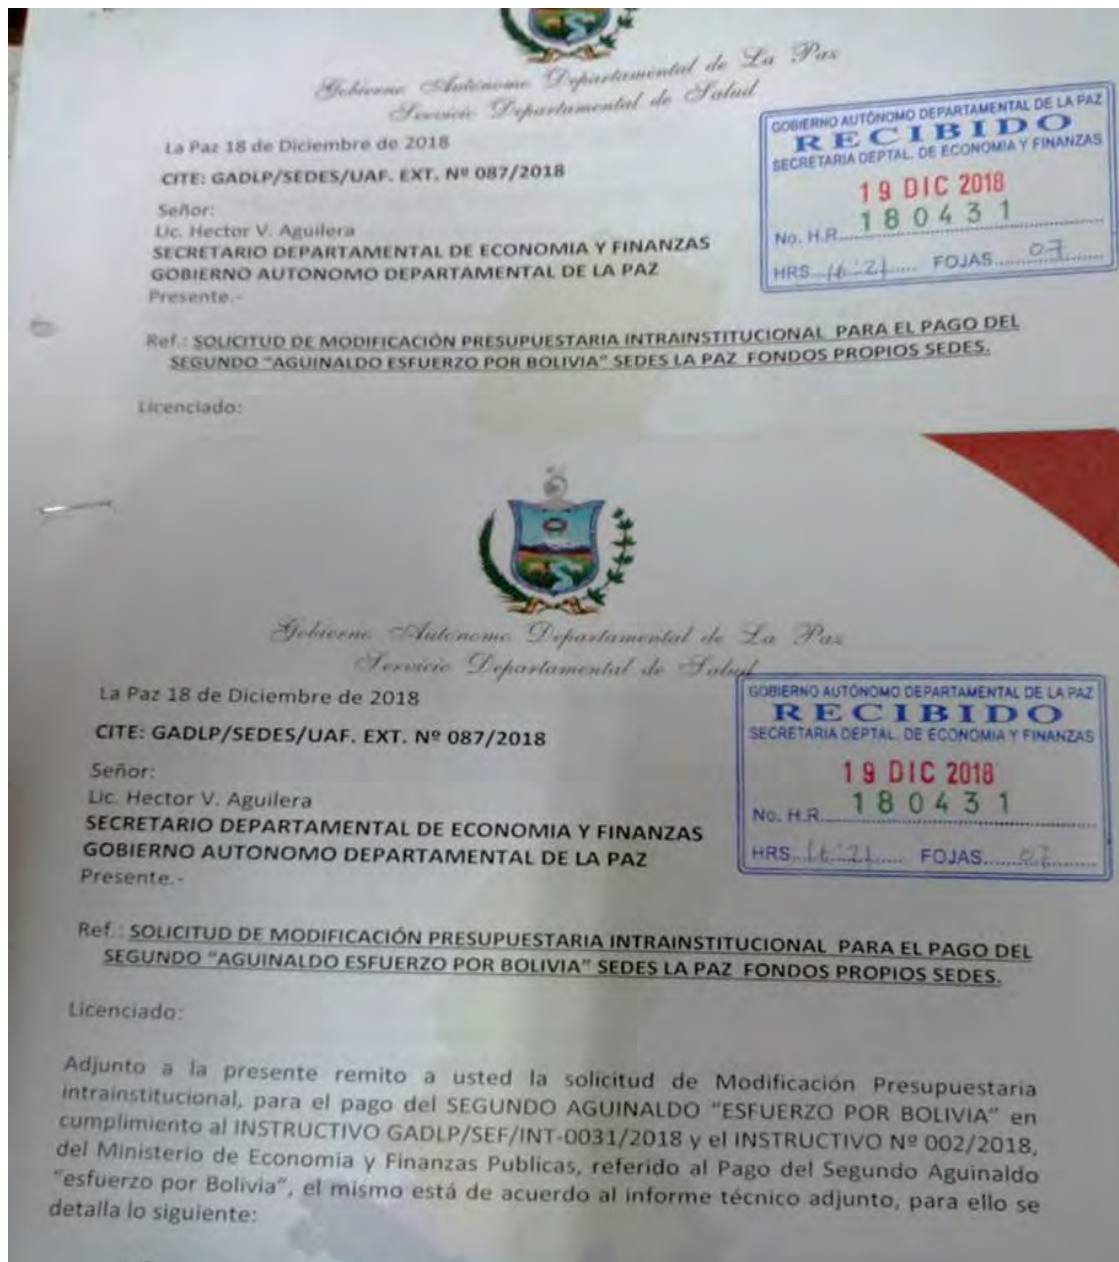 Gobierno Autónomo Departamental de La Paz
Servicio Departamental de Salud
La Paz 18 de Diciembre de 2018
CITE: GADLP/SEDES/UAF. EXT. Nº 087/2018
GOBIERNO AUTÓNOMO DEPARTAMENTAL DE LA PAZ
RECIBIDO
SECRETARIA DEPTAL. DE ECONOMIA Y FINANZAS
19 DIC 2018
180431
No. H.R.
HRS 16:21 FOJAS 07
Señor:
Lic. Hector V. Aguilera
SECRETARIO DEPARTAMENTAL DE ECONOMIA Y FINANZAS
GOBIERNO AUTONOMO DEPARTAMENTAL DE LA PAZ
Presente.-
Ref.: SOLICITUD DE MODIFICACIÓN PRESUPUESTARIA INTRAINSTITUCIONAL PARA EL PAGO DEL
SEGUNDO "AGUINALDO ESFUERZO POR BOLIVIA" SEDES LA PAZ FONDOS PROPIOS SEDES.
Licenciado:
Gobierno Autónomo Departamental de La Paz
Servicio Departamental de Salud
La Paz 18 de Diciembre de 2018
CITE: GADLP/SEDES/UAF. EXT. Nº 087/2018
GOBIERNO AUTÓNOMO DEPARTAMENTAL DE LA PAZ
RECIBIDO
SECRETARIA DEPTAL. DE ECONOMIA Y FINANZAS
19 DIC 2018
180431
No. H.R.
HRS 16:21 FOJAS 07
Señor:
Lic. Hector V. Aguilera
SECRETARIO DEPARTAMENTAL DE ECONOMIA Y FINANZAS
GOBIERNO AUTONOMO DEPARTAMENTAL DE LA PAZ
Presente.-
Ref.: SOLICITUD DE MODIFICACIÓN PRESUPUESTARIA INTRAINSTITUCIONAL PARA EL PAGO DEL
SEGUNDO "AGUINALDO ESFUERZO POR BOLIVIA" SEDES LA PAZ FONDOS PROPIOS SEDES.
Licenciado:
Adjunto a la presente remito a usted la solicitud de Modificación Presupuestaria
intrainstitucional, para el pago del SEGUNDO AGUINALDO "ESFUERZO POR BOLIVIA" en
cumplimiento al INSTRUCTIVO GADLP/SEF/INT-0031/2018 y el INSTRUCTIVO Nº 002/2018,
del Ministerio de Economia y Finanzas Publicas, referido al Pago del Segundo Aguinaldo
"esfuerzo por Bolivia", el mismo está de acuerdo al informe técnico adjunto, para ello se
detalla lo siguiente: